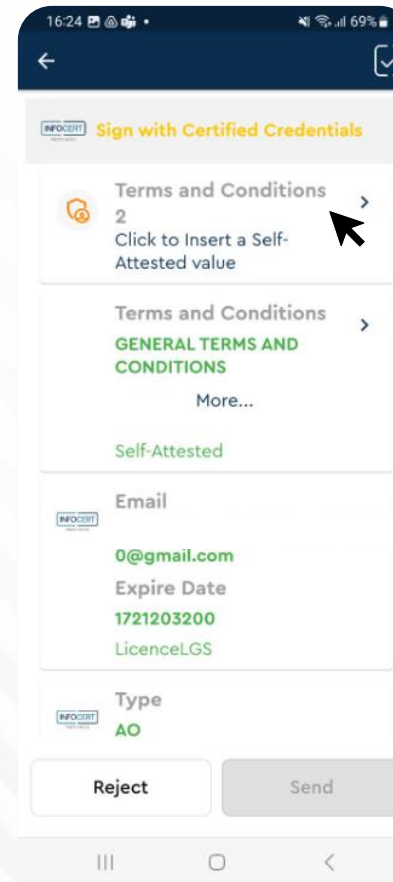 16:24 69%
INFOCERT Sign with Certified Credentials
Terms and Conditions
2
Click to Insert a Self-
Attested value
Terms and Conditions
GENERAL TERMS AND
CONDITIONS
More...
Self-Attested
Email
INFOCERT
0@gmail.com
Expire Date
1721203200
LicenceLGS
Type
INFOCERT
AO
Reject Send